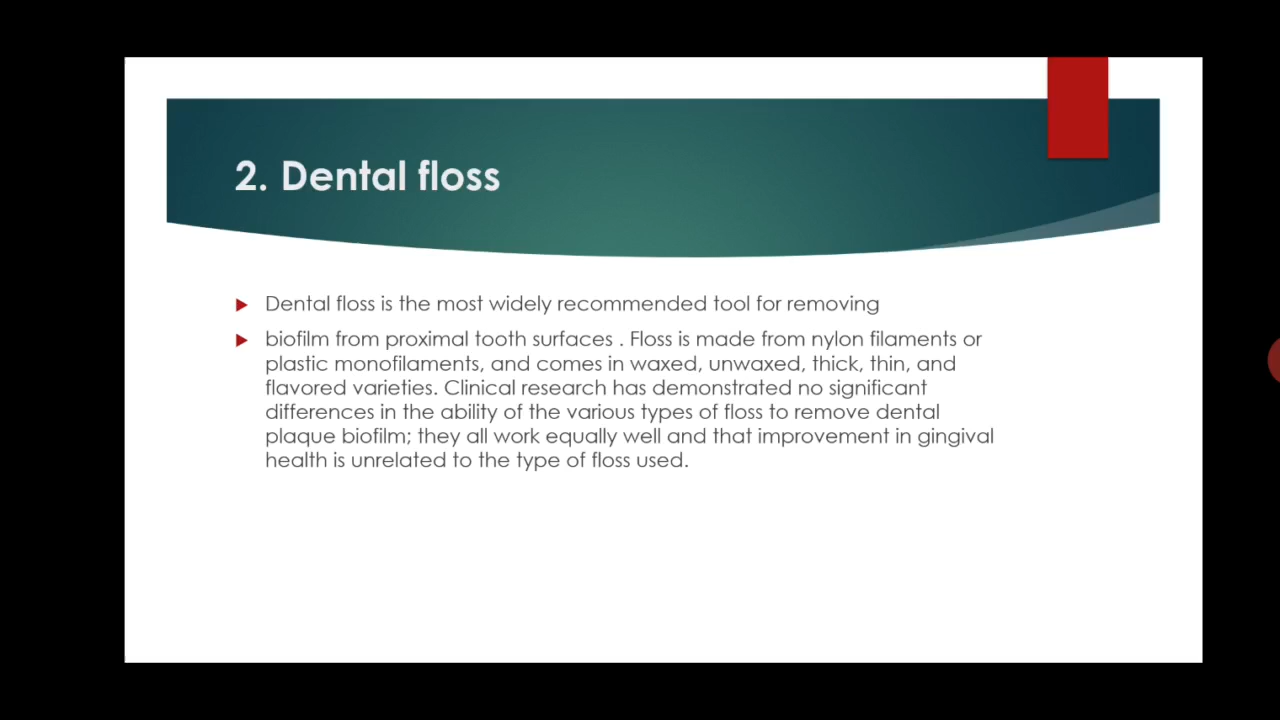 2. Dental floss
Dental floss is the most widely recommended tool for removing
biofilm from proximal tooth surfaces . Floss is made from nylon filaments or
plastic monofilaments, and comes in waxed, unwaxed, thick, thin, and
flavored varieties. Clinical research has demonstrated no significant
differences in the ability of the various types of floss to remove dental
plaque biofilm; they all work equally well and that improvement in gingival
health is unrelated to the type of floss used.